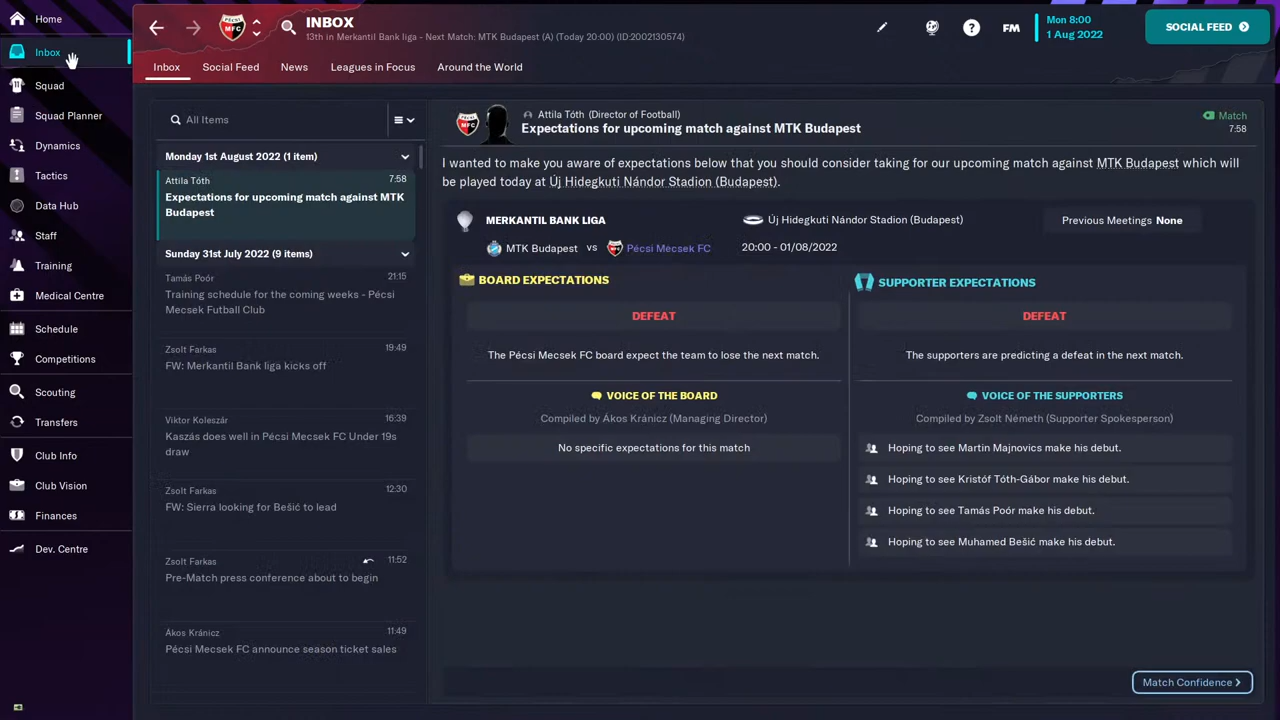 Home
Inbox
Squad
Squad Planner
Dynamics
Tactics
Data Hub
Staff
Training
Medical Centre
Schedule
Competitions
Scouting
Transfers
Club Info
Club Vision
Finances
Dev. Centre
INBOX
13th in Merkantil Bank liga - Next Match: MTK Budapest (A) (Today 20:00) (ID:2002130574)
FM
Mon 8:00
1 Aug 2022
SOCIAL FEED
Inbox Social Feed News Leagues in Focus Around the World
All Items
Monday 1st August 2022 (1 item)
Attila Tóth 7:58
Expectations for upcoming match against MTK
Budapest
Sunday 31st July 2022 (9 items)
Tamás Poór 21:15
Training schedule for the coming weeks - Pécsi
Mecsek Futball Club
Zsolt Farkas 19:49
FW: Merkantil Bank liga kicks off
Viktor Koleszár 16:39
Kaszás does well in Pécsi Mecsek FC Under 19s
draw
Zsolt Farkas 12:30
FW: Sierra looking for Bešić to lead
Zsolt Farkas 11:52
Pre-Match press conference about to begin
Ákos Kránicz 11:49
Pécsi Mecsek FC announce season ticket sales
Attila Tóth (Director of Football)
Expectations for upcoming match against MTK Budapest
Match
7:58
I wanted to make you aware of expectations below that you should consider taking for our upcoming match against MTK Budapest which will
be played today at Új Hidegkuti Nándor Stadion (Budapest).
MERKANTIL BANK LIGA
Új Hidegkuti Nándor Stadion (Budapest)
Previous Meetings None
MTK Budapest vs Pécsi Mecsek FC
20:00 - 01/08/2022
BOARD EXPECTATIONS
DEFEAT
The Pécsi Mecsek FC board expect the team to lose the next match.
VOICE OF THE BOARD
Compiled by Ákos Kránicz (Managing Director)
No specific expectations for this match
SUPPORTER EXPECTATIONS
DEFEAT
The supporters are predicting a defeat in the next match.
VOICE OF THE SUPPORTERS
Compiled by Zsolt Németh (Supporter Spokesperson)
Hoping to see Martin Majnovics make his debut.
Hoping to see Kristóf Tóth-Gábor make his debut.
Hoping to see Tamás Poór make his debut.
Hoping to see Muhamed Bešić make his debut.
Match Confidence